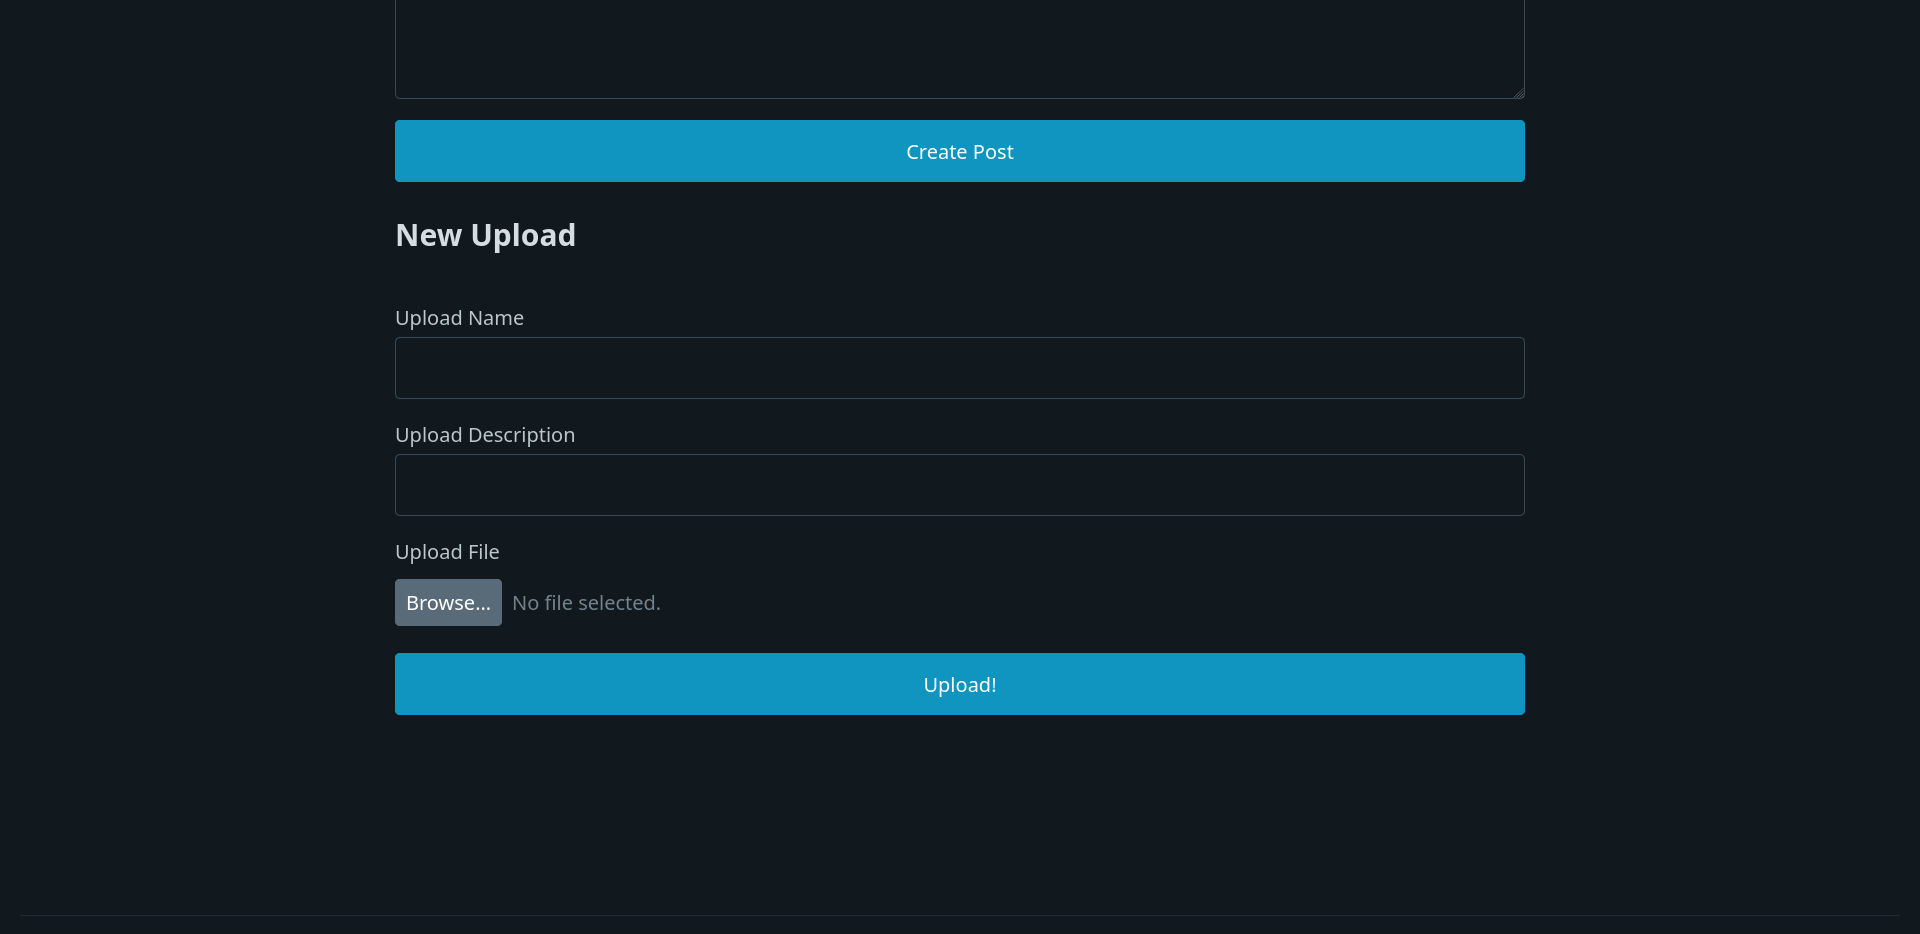 Create Post
New Upload
Upload Name
Upload Description
Upload File
Browse...
No file selected.
Upload!